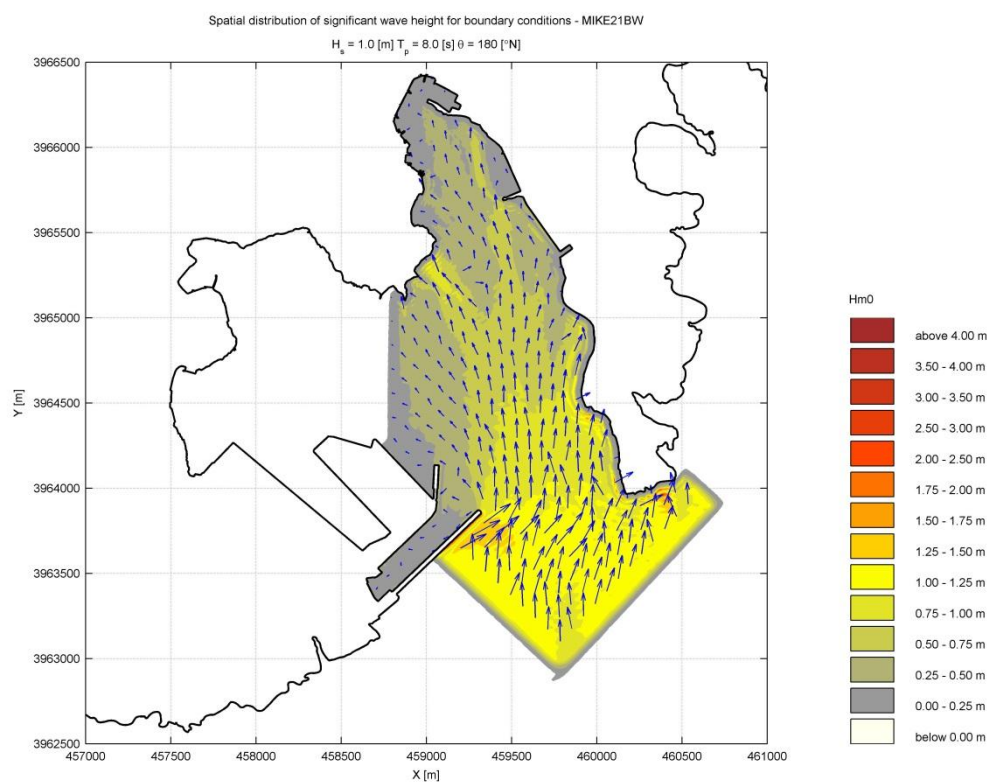 Spatial distribution of significant wave height for boundary conditions - MIKE21BW
H_s = 1.0 [m] T_p = 8.0 [s] θ = 180 [°N]
3966500
3966000
3965500
3965000
3964500
3964000
3963500
3963000
3962500
Y [m]
457000 457500 458000 458500 459000 459500 460000 460500 461000
X [m]
Hm0
above 4.00 m
3.50 - 4.00 m
3.00 - 3.50 m
2.50 - 3.00 m
2.00 - 2.50 m
1.75 - 2.00 m
1.50 - 1.75 m
1.25 - 1.50 m
1.00 - 1.25 m
0.75 - 1.00 m
0.50 - 0.75 m
0.25 - 0.50 m
0.00 - 0.25 m
below 0.00 m